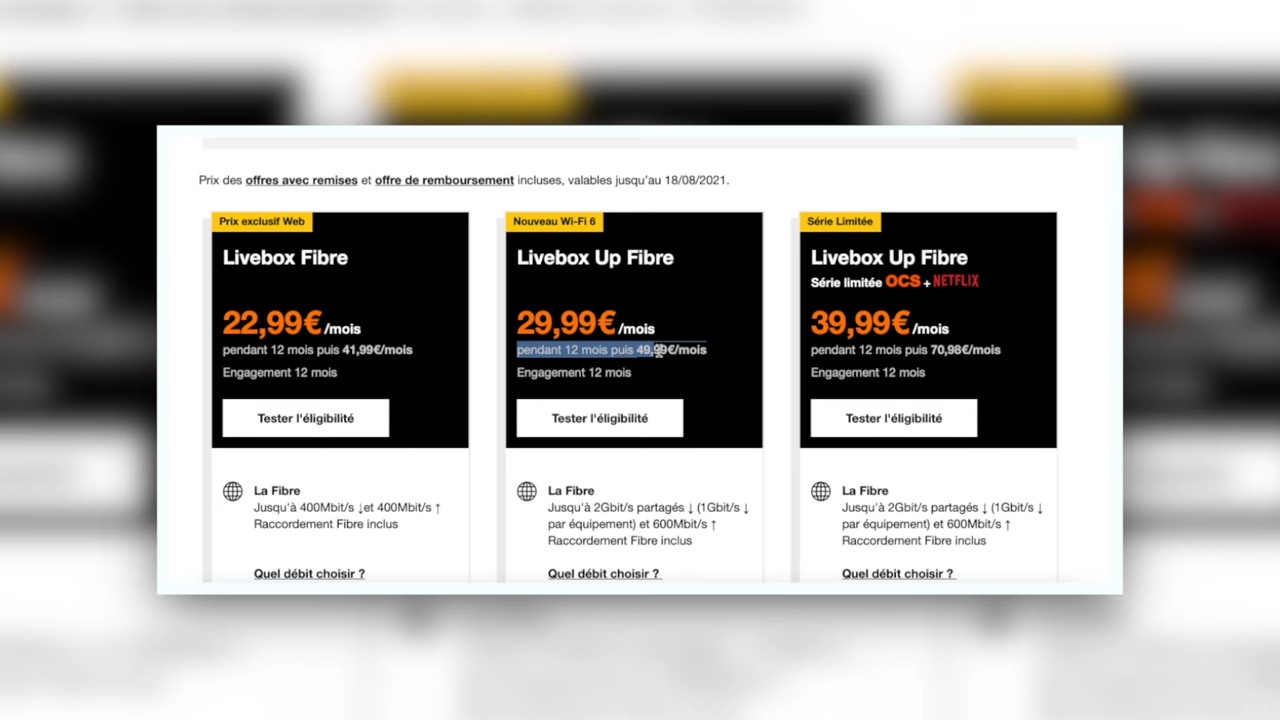 Prix des offres avec remises et offre de remboursement incluses, valables jusqu'au 18/08/2021.
Prix exclusif Web
Livebox Fibre
22,99€/mois
pendant 12 mois puis 41,99€/mois
Engagement 12 mois
Tester l'éligibilité
La Fibre
Jusqu'à 400Mbit/s ↓et 400Mbit/s ↑
Raccordement Fibre inclus
Quel débit choisir ?
Nouveau Wi-Fi 6
Livebox Up Fibre
29,99€/mois
pendant 12 mois puis 49,99€/mois
Engagement 12 mois
Tester l'éligibilité
La Fibre
Jusqu'à 2Gbit/s partagés ↓ (1Gbit/s ↓
par équipement) et 600Mbit/s ↑
Raccordement Fibre inclus
Quel débit choisir ?
Série Limitée
Livebox Up Fibre
Série limitée OCS + NETFLIX
39,99€/mois
pendant 12 mois puis 70,98€/mois
Engagement 12 mois
Tester l'éligibilité
La Fibre
Jusqu'à 2Gbit/s partagés ↓ (1Gbit/s ↓
par équipement) et 600Mbit/s ↑
Raccordement Fibre inclus
Quel débit choisir ?